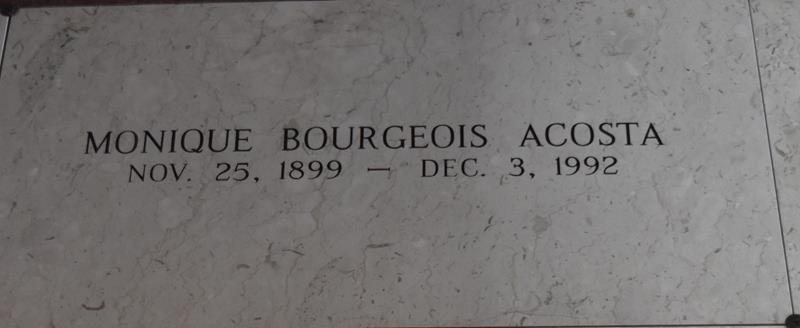 MONIQUE BOURGEOIS ACOSTA
NOV. 25, 1899 — DEC. 3, 1992